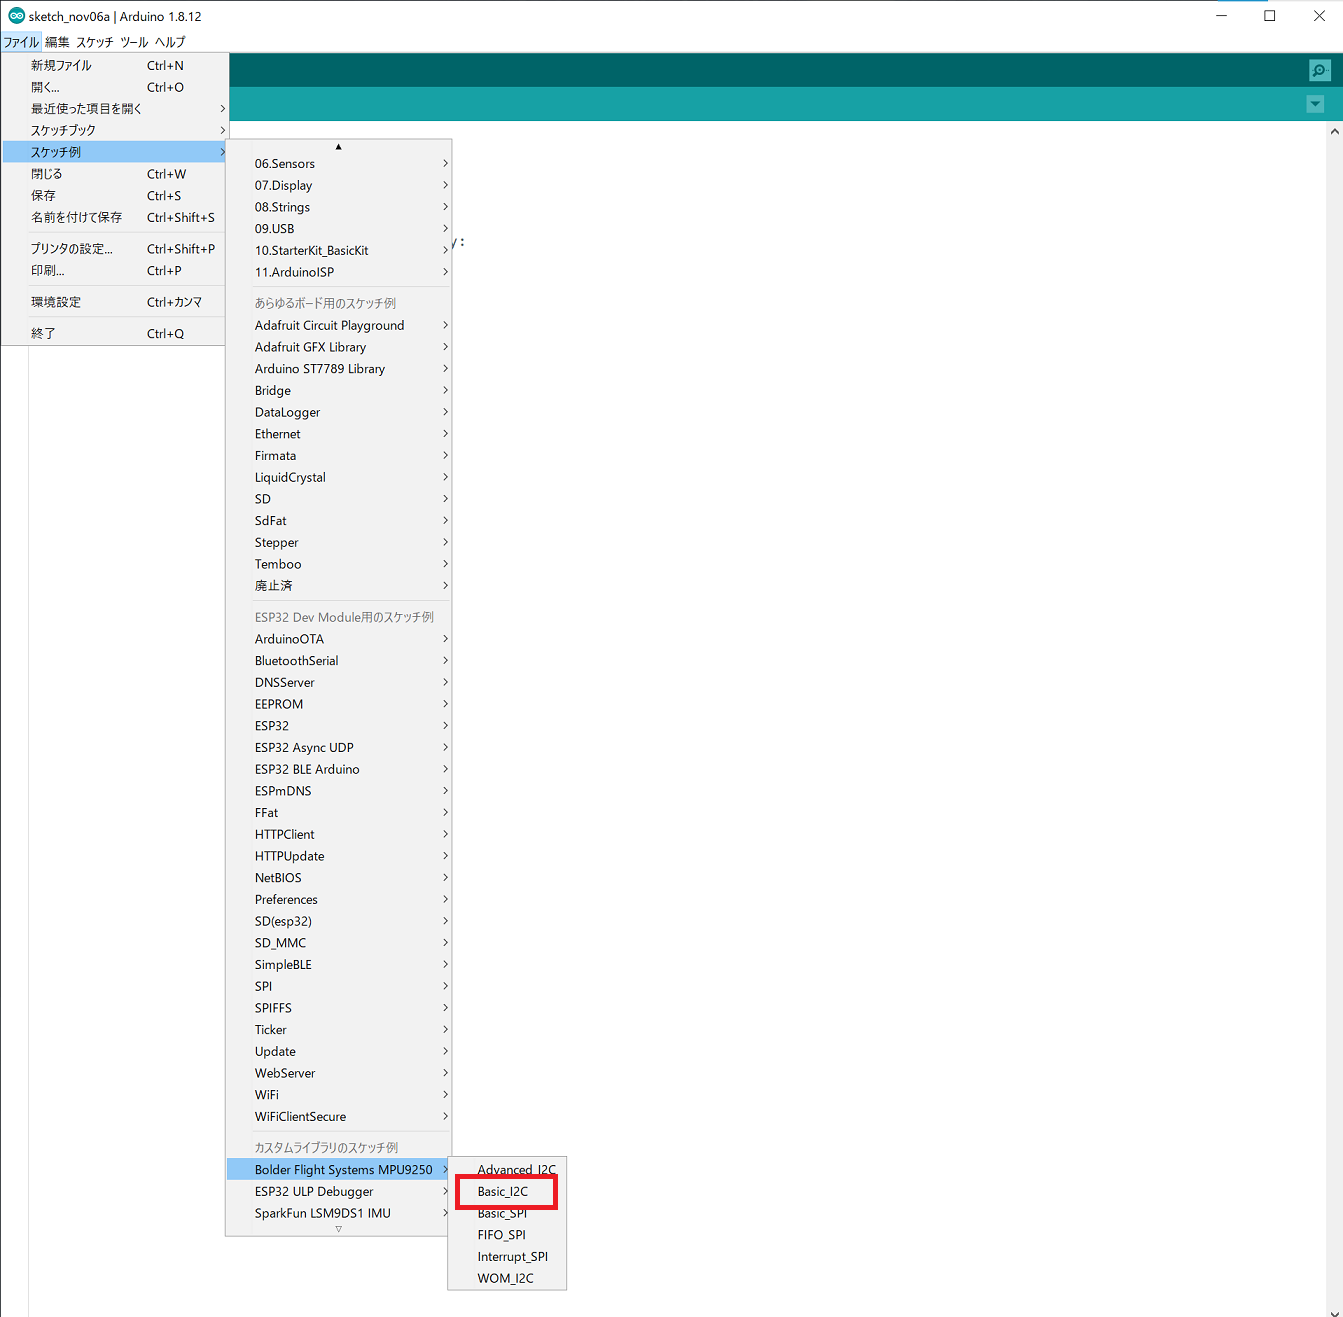 sketch_nov06a | Arduino 1.8.12
ファイル 編集 スケッチ ツール ヘルプ
新規ファイル Ctrl+N
開く... Ctrl+O
最近使った項目を開く
スケッチブック
スケッチ例
閉じる Ctrl+W
保存 Ctrl+S
名前を付けて保存 Ctrl+Shift+S
プリンタの設定... Ctrl+Shift+P
印刷... Ctrl+P
環境設定 Ctrl+カンマ
終了 Ctrl+Q
06.Sensors
07.Display
08.Strings
09.USB
10.StarterKit_BasicKit
11.ArduinoISP
あらゆるボード用のスケッチ例
Adafruit Circuit Playground
Adafruit GFX Library
Arduino ST7789 Library
Bridge
DataLogger
Ethernet
Firmata
LiquidCrystal
SD
SdFat
Stepper
Temboo
廃止済
ESP32 Dev Module用のスケッチ例
ArduinoOTA
BluetoothSerial
DNSServer
EEPROM
ESP32
ESP32 Async UDP
ESP32 BLE Arduino
ESPmDNS
FFat
HTTPClient
HTTPUpdate
NetBIOS
Preferences
SD(esp32)
SD_MMC
SimpleBLE
SPI
SPIFFS
Ticker
Update
WebServer
WiFi
WiFiClientSecure
カスタムライブラリのスケッチ例
Bolder Flight Systems MPU9250
ESP32 ULP Debugger
SparkFun LSM9DS1 IMU
Advanced_I2C
Basic_I2C
Basic_SPI
FIFO_SPI
Interrupt_SPI
WOM_I2C
y: